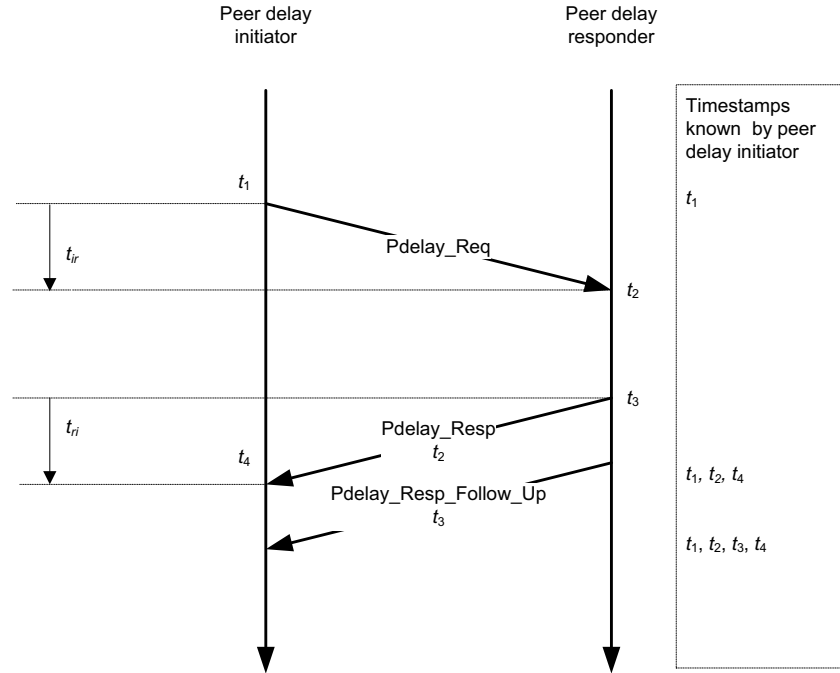 Peer delay
initiator
Peer delay
responder
Timestamps
known by peer
delay initiator
t1
t1
tir
Pdelay_Req
t2
t3
tri
Pdelay_Resp
t2
t4
t1, t2, t4
Pdelay_Resp_Follow_Up
t3
t1, t2, t3, t4